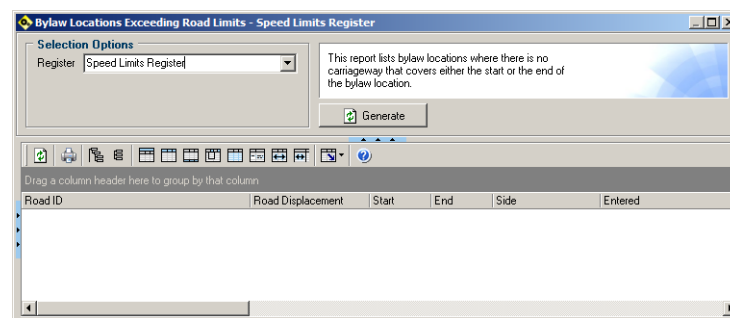 Bylaw Locations Exceeding Road Limits - Speed Limits Register
Selection Options
Register Speed Limits Register
This report lists bylaw locations where there is no
carriageway that covers either the start or the end of
the bylaw location.
Generate
Drag a column header here to group by that column
Road ID Road Displacement Start End Side Entered